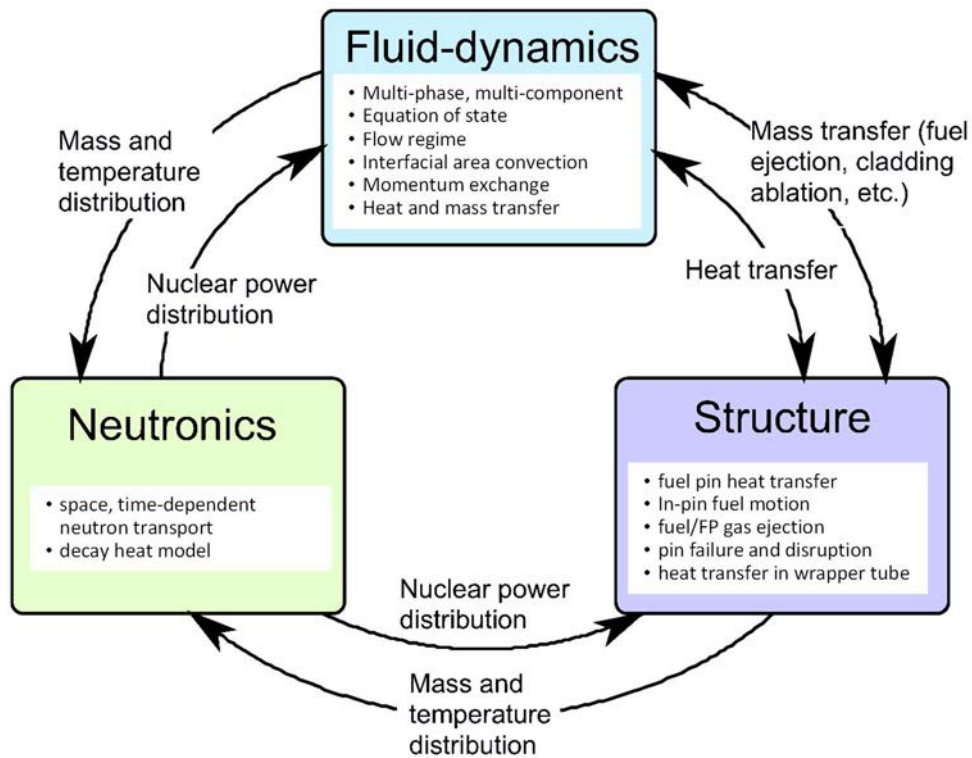 Fluid-dynamics
• Multi-phase, multi-component
• Equation of state
• Flow regime
• Interfacial area convection
• Momentum exchange
• Heat and mass transfer
Mass and
temperature
distribution
Nuclear power
distribution
Mass transfer (fuel
ejection, cladding
ablation, etc.)
Heat transfer
Neutronics
• space, time-dependent
neutron transport
• decay heat model
Structure
• fuel pin heat transfer
• In-pin fuel motion
• fuel/FP gas ejection
• pin failure and disruption
• heat transfer in wrapper tube
Nuclear power
distribution
Mass and
temperature
distribution